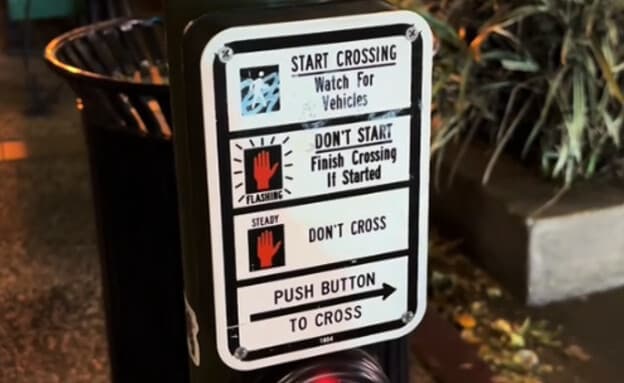 START CROSSING
Watch For
Vehicles
DON'T START
Finish Crossing
If Started
FLASHING
STEADY
DON'T CROSS
PUSH BUTTON
TO CROSS